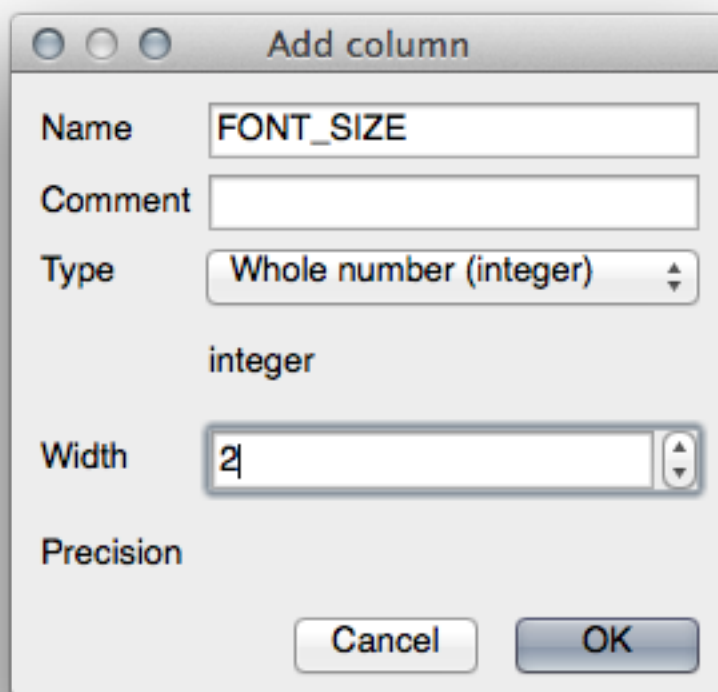 Add column
Name FONT_SIZE
Comment
Type Whole number (integer)
integer
Width 2
Precision
Cancel OK